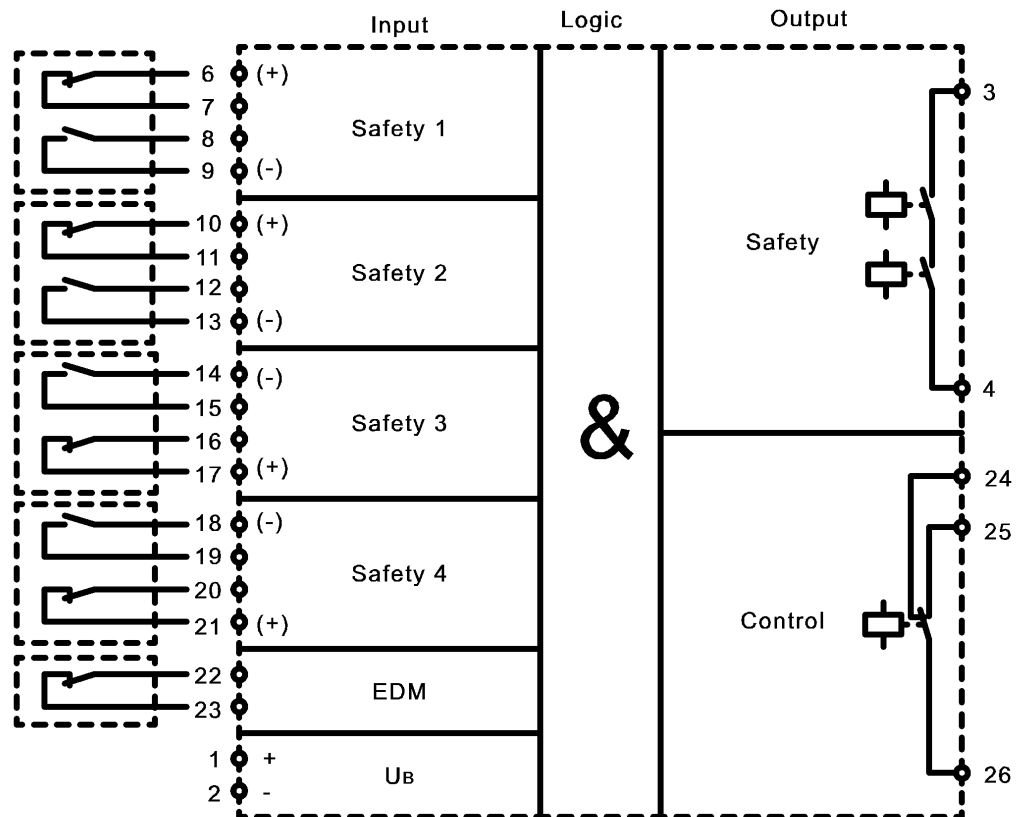 Input Logic Output
6 (+)
7
8
9 (-)
Safety 1
10 (+)
11
12
13 (-)
Safety 2
14 (-)
15
16
17 (+)
Safety 3
18 (-)
19
20
21 (+)
Safety 4
22
23
EDM
1 +
2 -
UB
&
3
Safety
4
24
25
Control
26